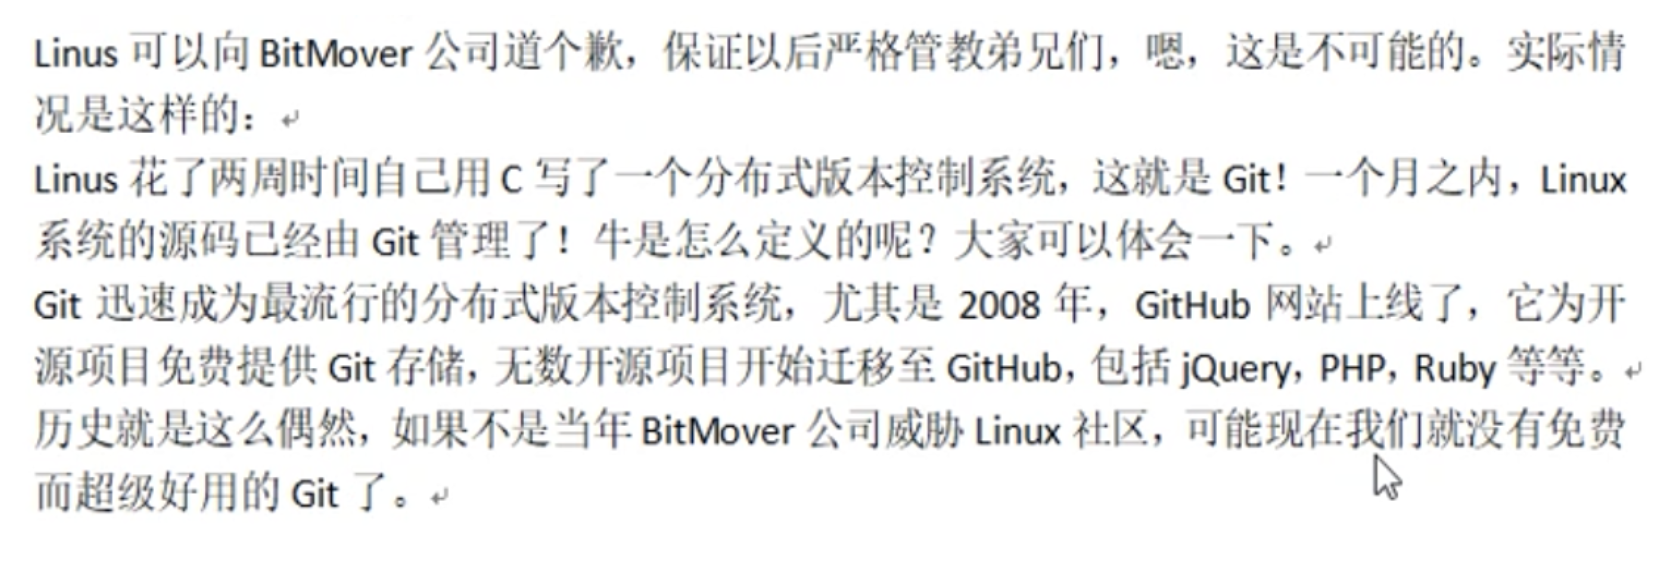 Linus 可以向 BitMover 公司道个歉，保证以后严格管教弟兄们，嗯，这是不可能的。实际情
况是这样的：
Linus 花了两周时间自己用 C 写了一个分布式版本控制系统，这就是 Git！一个月之内，Linux
系统的源码已经由 Git 管理了！牛是怎么定义的呢？大家可以体会一下。
Git 迅速成为最流行的分布式版本控制系统，尤其是 2008 年，GitHub 网站上线了，它为开
源项目免费提供 Git 存储，无数开源项目开始迁移至 GitHub，包括 jQuery，PHP，Ruby 等等。
历史就是这么偶然，如果不是当年 BitMover 公司威胁 Linux 社区，可能现在我们就没有免费
而超级好用的 Git 了。